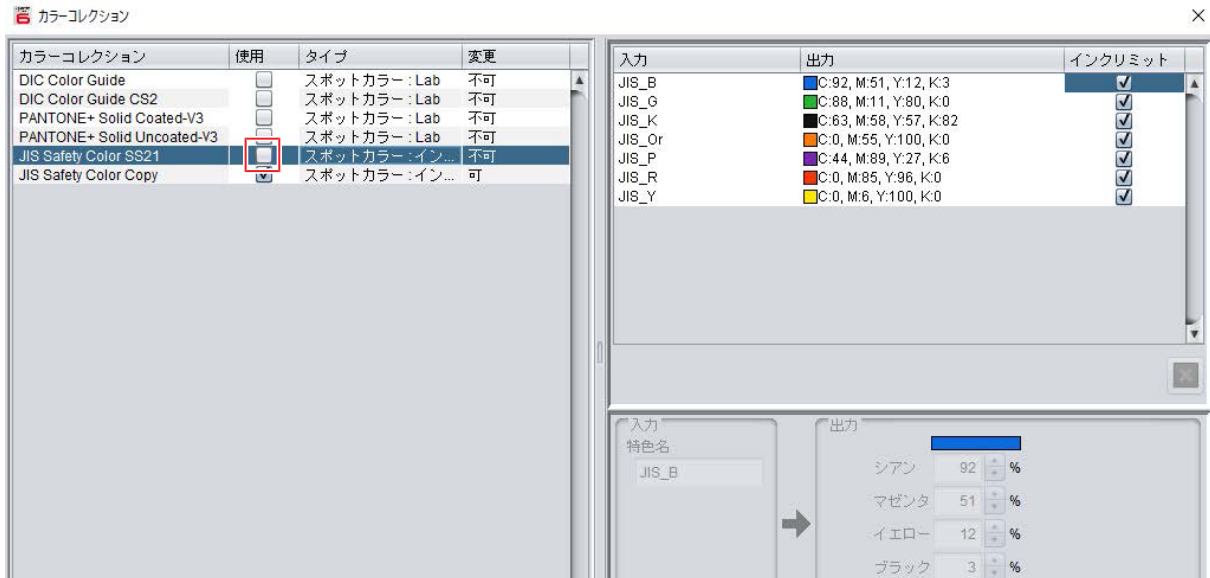 カラーコレクション
カラーコレクション 使用 タイプ 変更
DIC Color Guide スポットカラー : Lab 不可
DIC Color Guide CS2 スポットカラー : Lab 不可
PANTONE+ Solid Coated-V3 スポットカラー : Lab 不可
PANTONE+ Solid Uncoated-V3 スポットカラー : Lab 不可
JIS Safety Color SS21 スポットカラー : イン... 不可
JIS Safety Color Copy スポットカラー : イン... 可
入力 出力 インクリミット
JIS_B C:92, M:51, Y:12, K:3
JIS_G C:88, M:11, Y:80, K:0
JIS_K C:63, M:58, Y:57, K:82
JIS_Or C:0, M:55, Y:100, K:0
JIS_P C:44, M:89, Y:27, K:6
JIS_R C:0, M:85, Y:96, K:0
JIS_Y C:0, M:6, Y:100, K:0
入力
特色名
JIS_B
出力
シアン 92 %
マゼンタ 51 %
イエロー 12 %
ブラック 3 %